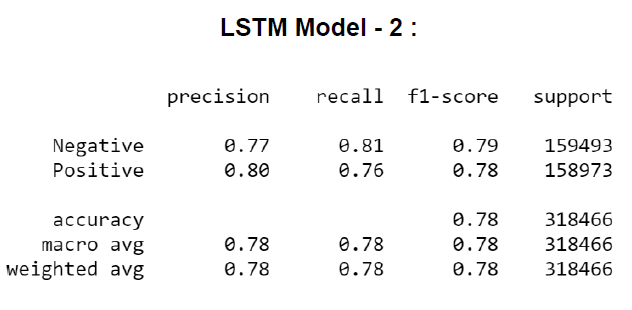 LSTM Model - 2 :
precision recall f1-score support
Negative 0.77 0.81 0.79 159493
Positive 0.80 0.76 0.78 158973
accuracy 0.78 318466
macro avg 0.78 0.78 0.78 318466
weighted avg 0.78 0.78 0.78 318466